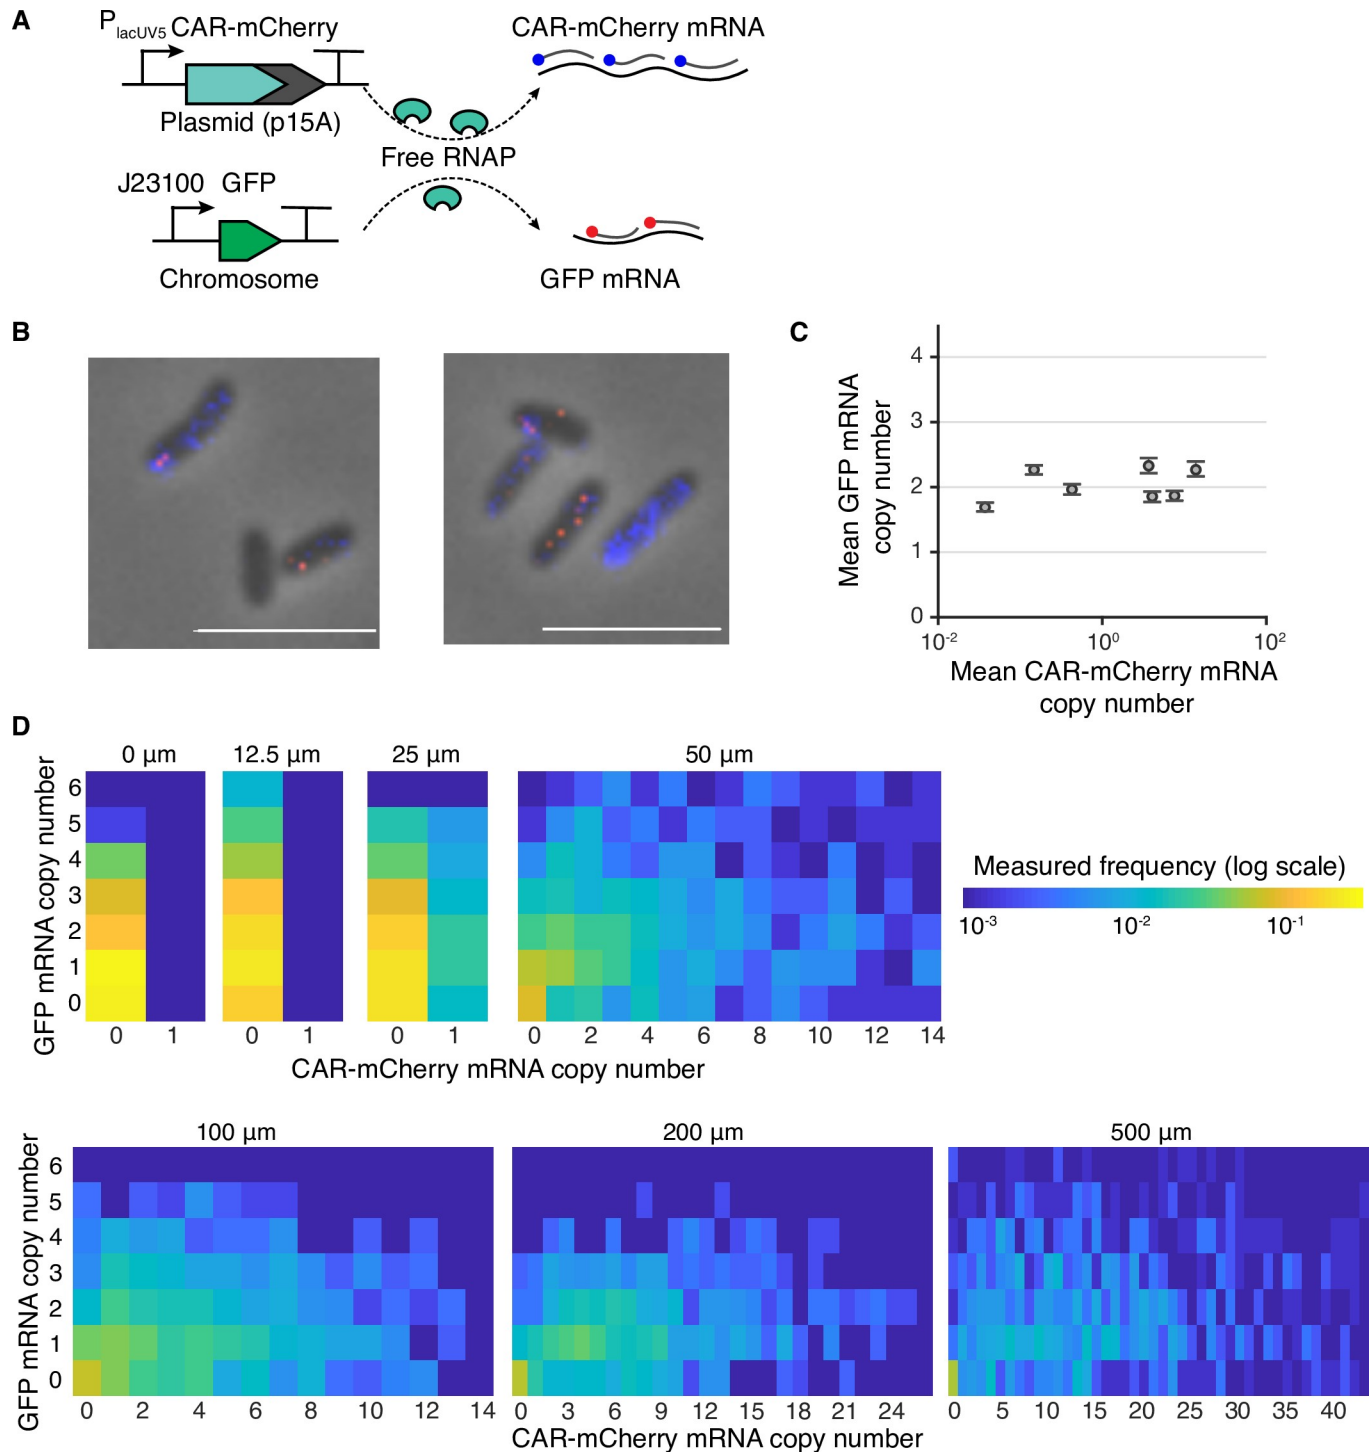 A
PlacUV5 CAR-mCherry
CAR-mCherry mRNA
Plasmid (p15A)
Free RNAP
J23100 GFP
Chromosome
GFP mRNA
B
C
Mean GFP mRNA
copy number
4
3
2
1
0
10-2
100
102
Mean CAR-mCherry mRNA
copy number
D
0 µm
12.5 µm
25 µm
50 µm
GFP mRNA copy number
6
5
4
3
2
1
0
0 1
0 1
0 1
0 2 4 6 8 10 12 14
CAR-mCherry mRNA copy number
Measured frequency (log scale)
10-3
10-2
10-1
100 µm
200 µm
500 µm
GFP mRNA copy number
6
5
4
3
2
1
0
0 2 4 6 8 10 12 14
0 3 6 9 12 15 18 21 24
0 5 10 15 20 25 30 35 40
CAR-mCherry mRNA copy number